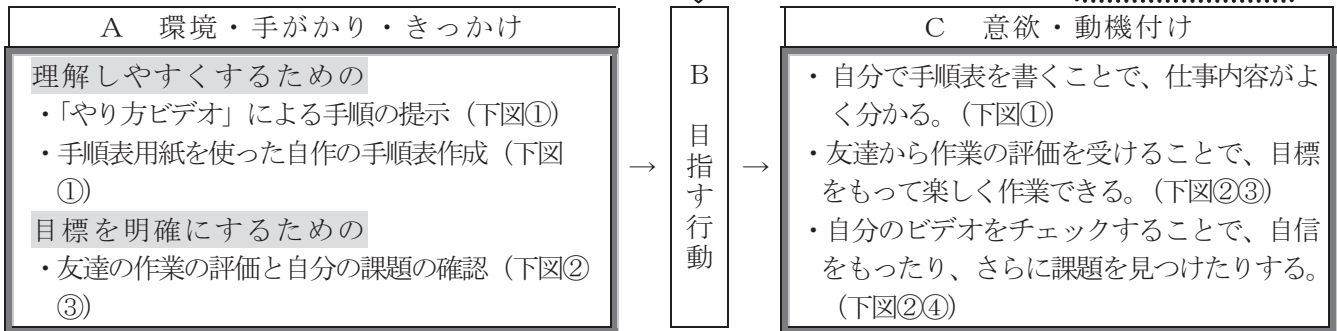 A 環境・手がかり・きっかけ
理解しやすくするための
・「やり方ビデオ」による手順の提示（下図①）
・手順表用紙を使った自作の手順表作成（下図
①）
目標を明確にするための
・友達の作業の評価と自分の課題の確認（下図②
③）
→
B
目
指
す
行
動
→
C 意欲・動機付け
・自分で手順表を書くことで、仕事内容がよ
く分かる。（下図①）
・友達から作業の評価を受けることで、目標
をもって楽しく作業できる。（下図②③）
・自分のビデオをチェックすることで、自信
をもったり、さらに課題を見つけたりする。
（下図②④）